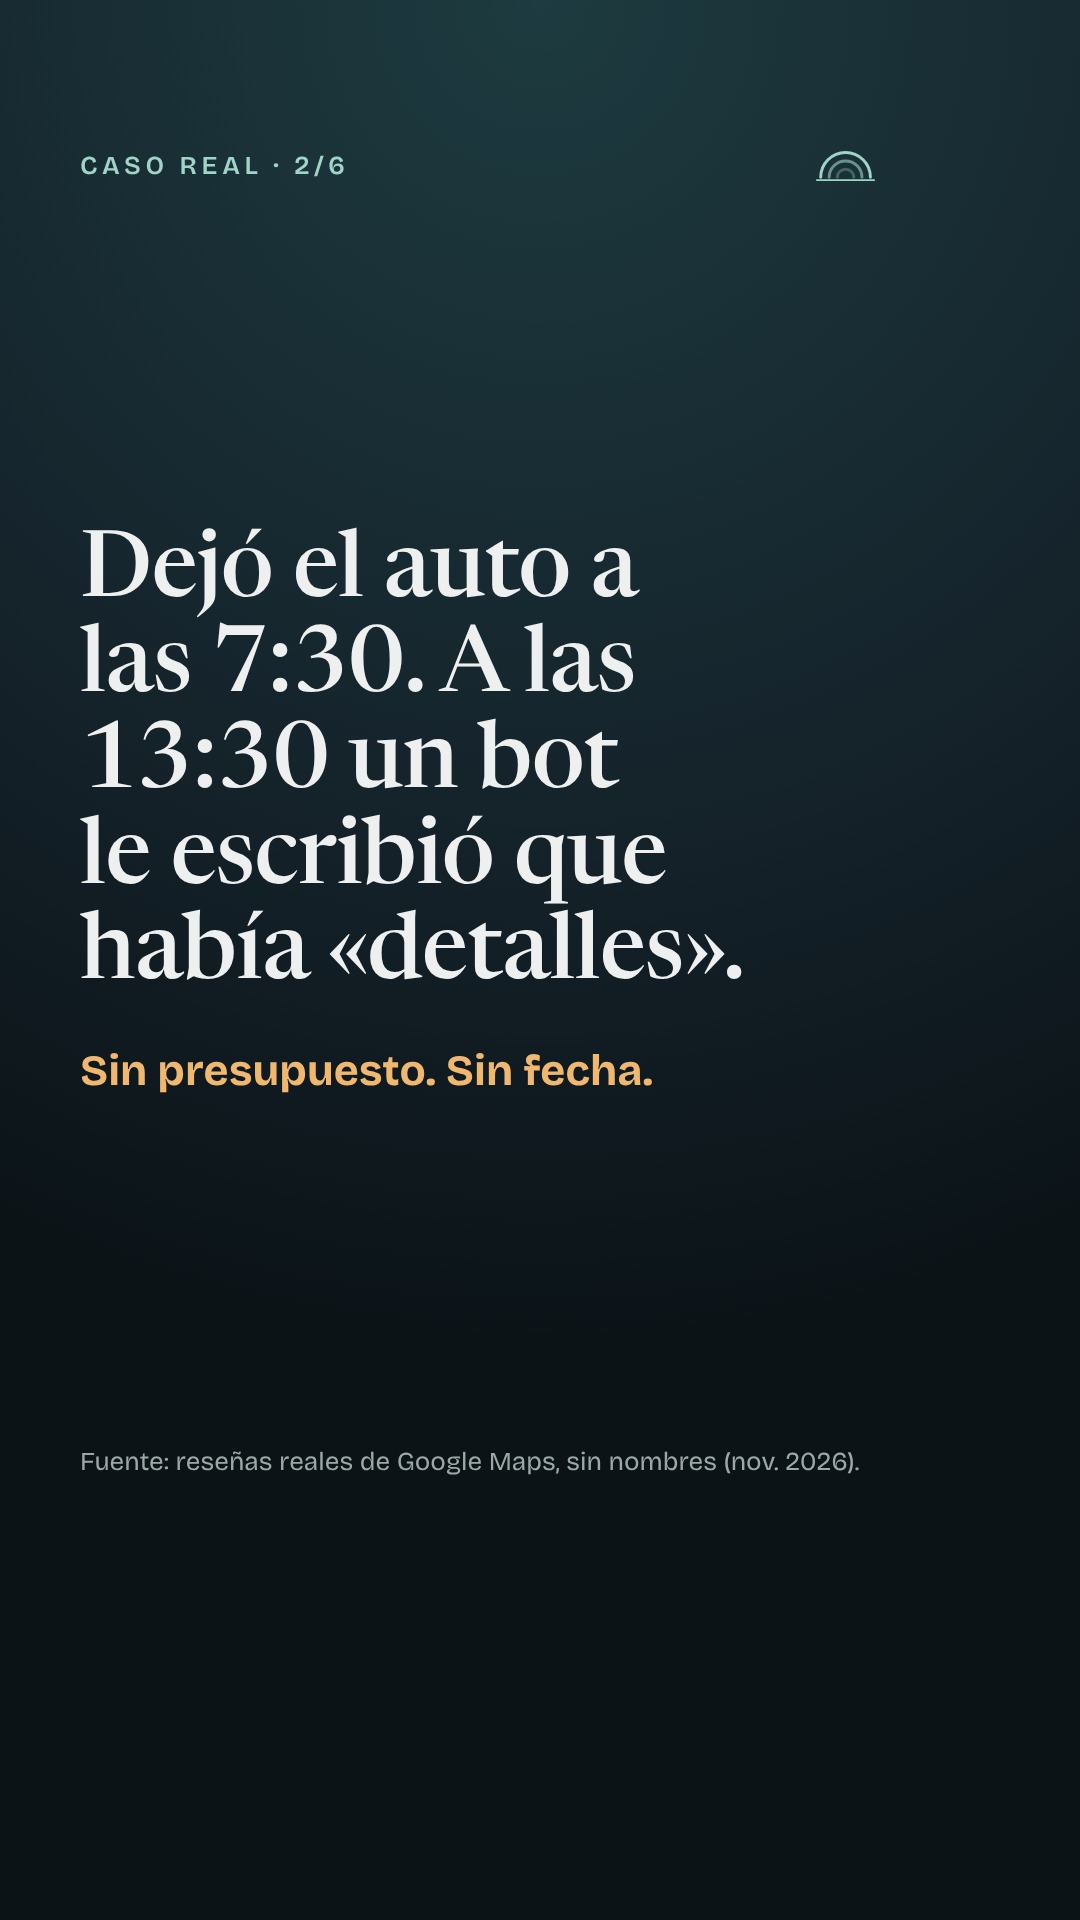 CASO REAL · 2/6
Dejó el auto a
las 7:30. A las
13:30 un bot
le escribió que
había «detalles».
Sin presupuesto. Sin fecha.
Fuente: reseñas reales de Google Maps, sin nombres (nov. 2026).